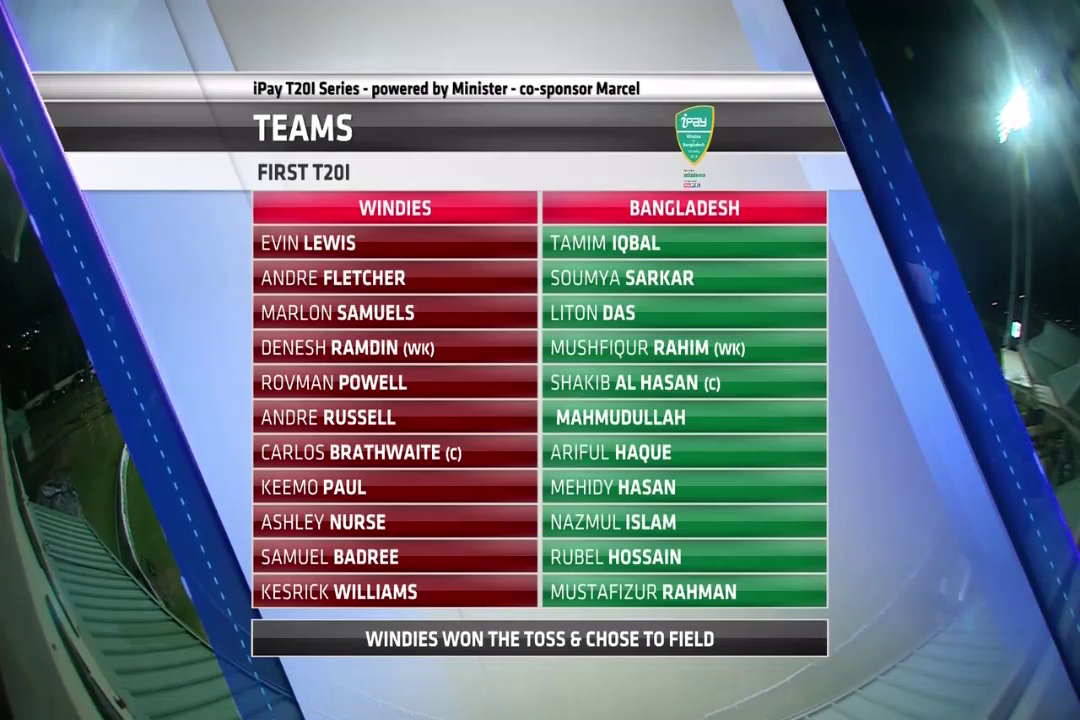 iPay T20I Series - powered by Minister - co-sponsor Marcel
TEAMS
iPay
Windies
Bangladesh
FIRST T20I
WINDIES BANGLADESH
EVIN LEWIS TAMIM IQBAL
ANDRE FLETCHER SOUMYA SARKAR
MARLON SAMUELS LITON DAS
DENESH RAMDIN (WK) MUSHFIQUR RAHIM (WK)
ROVMAN POWELL SHAKIB AL HASAN (C)
ANDRE RUSSELL MAHMUDULLAH
CARLOS BRATHWAITE (C) ARIFUL HAQUE
KEEMO PAUL MEHIDY HASAN
ASHLEY NURSE NAZMUL ISLAM
SAMUEL BADREE RUBEL HOSSAIN
KESRICK WILLIAMS MUSTAFIZUR RAHMAN
WINDIES WON THE TOSS & CHOSE TO FIELD